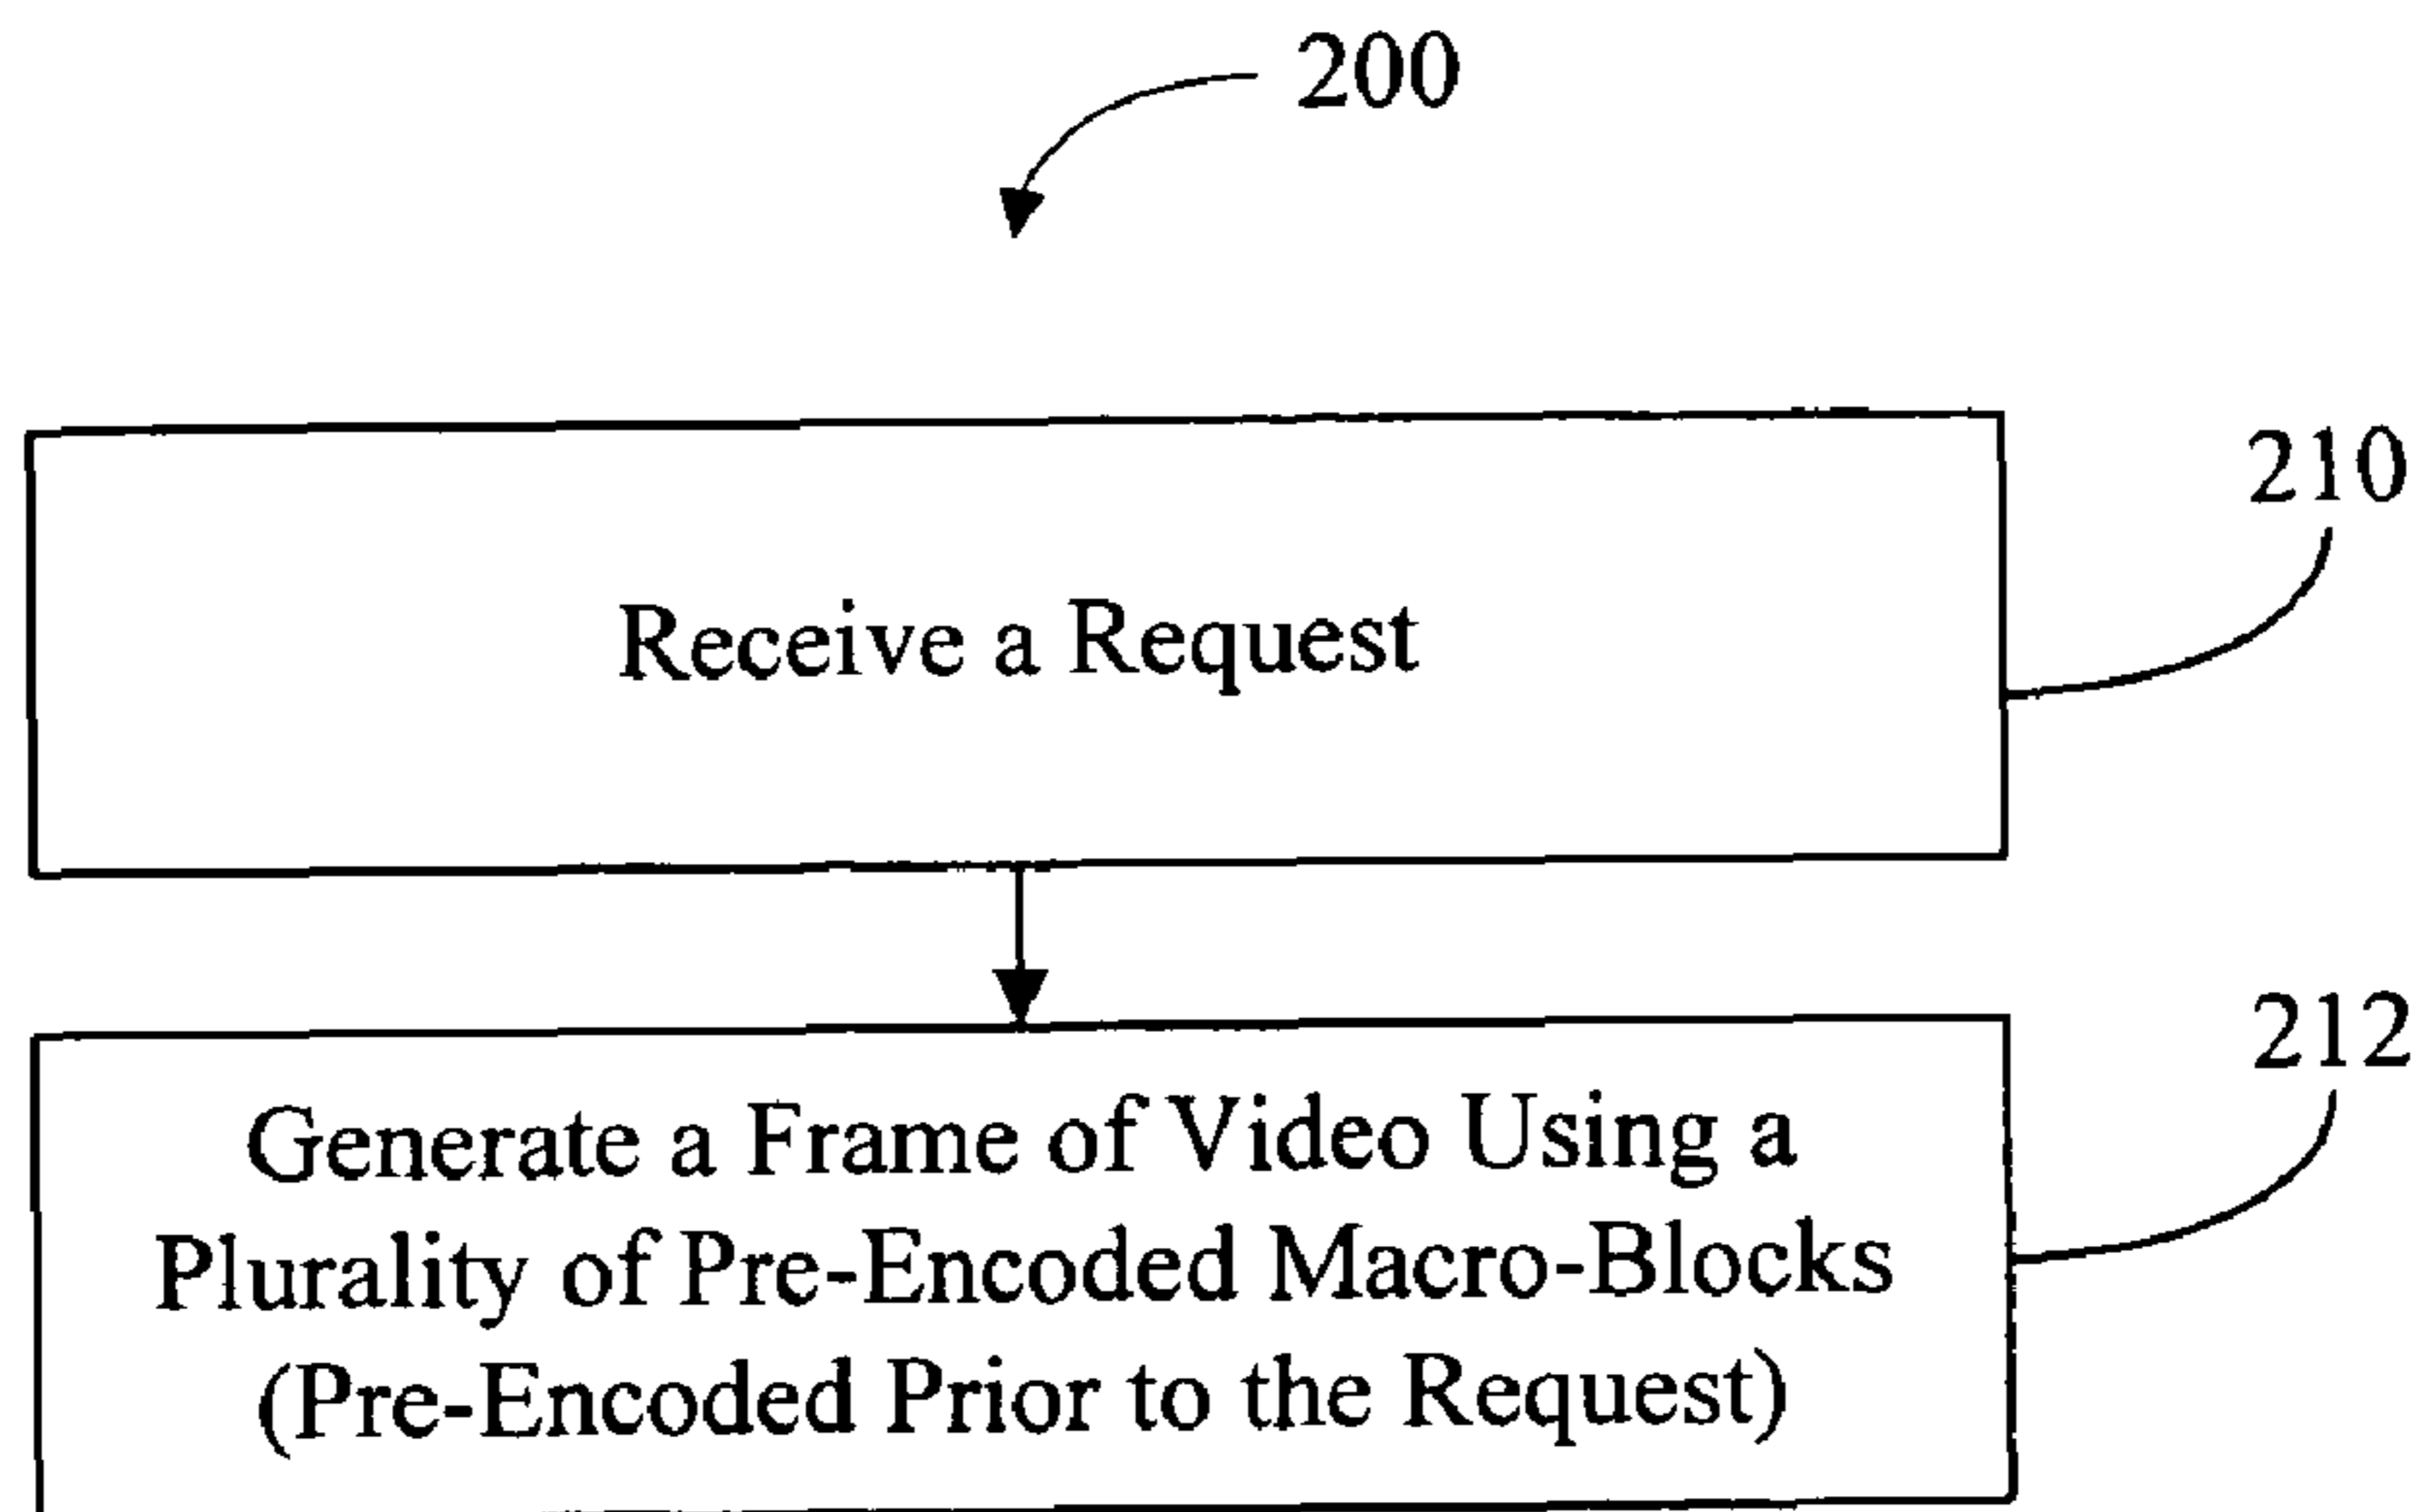 200
210
Receive a Request
212
Generate a Frame of Video Using a
Plurality of Pre-Encoded Macro-Blocks
(Pre-Encoded Prior to the Request)